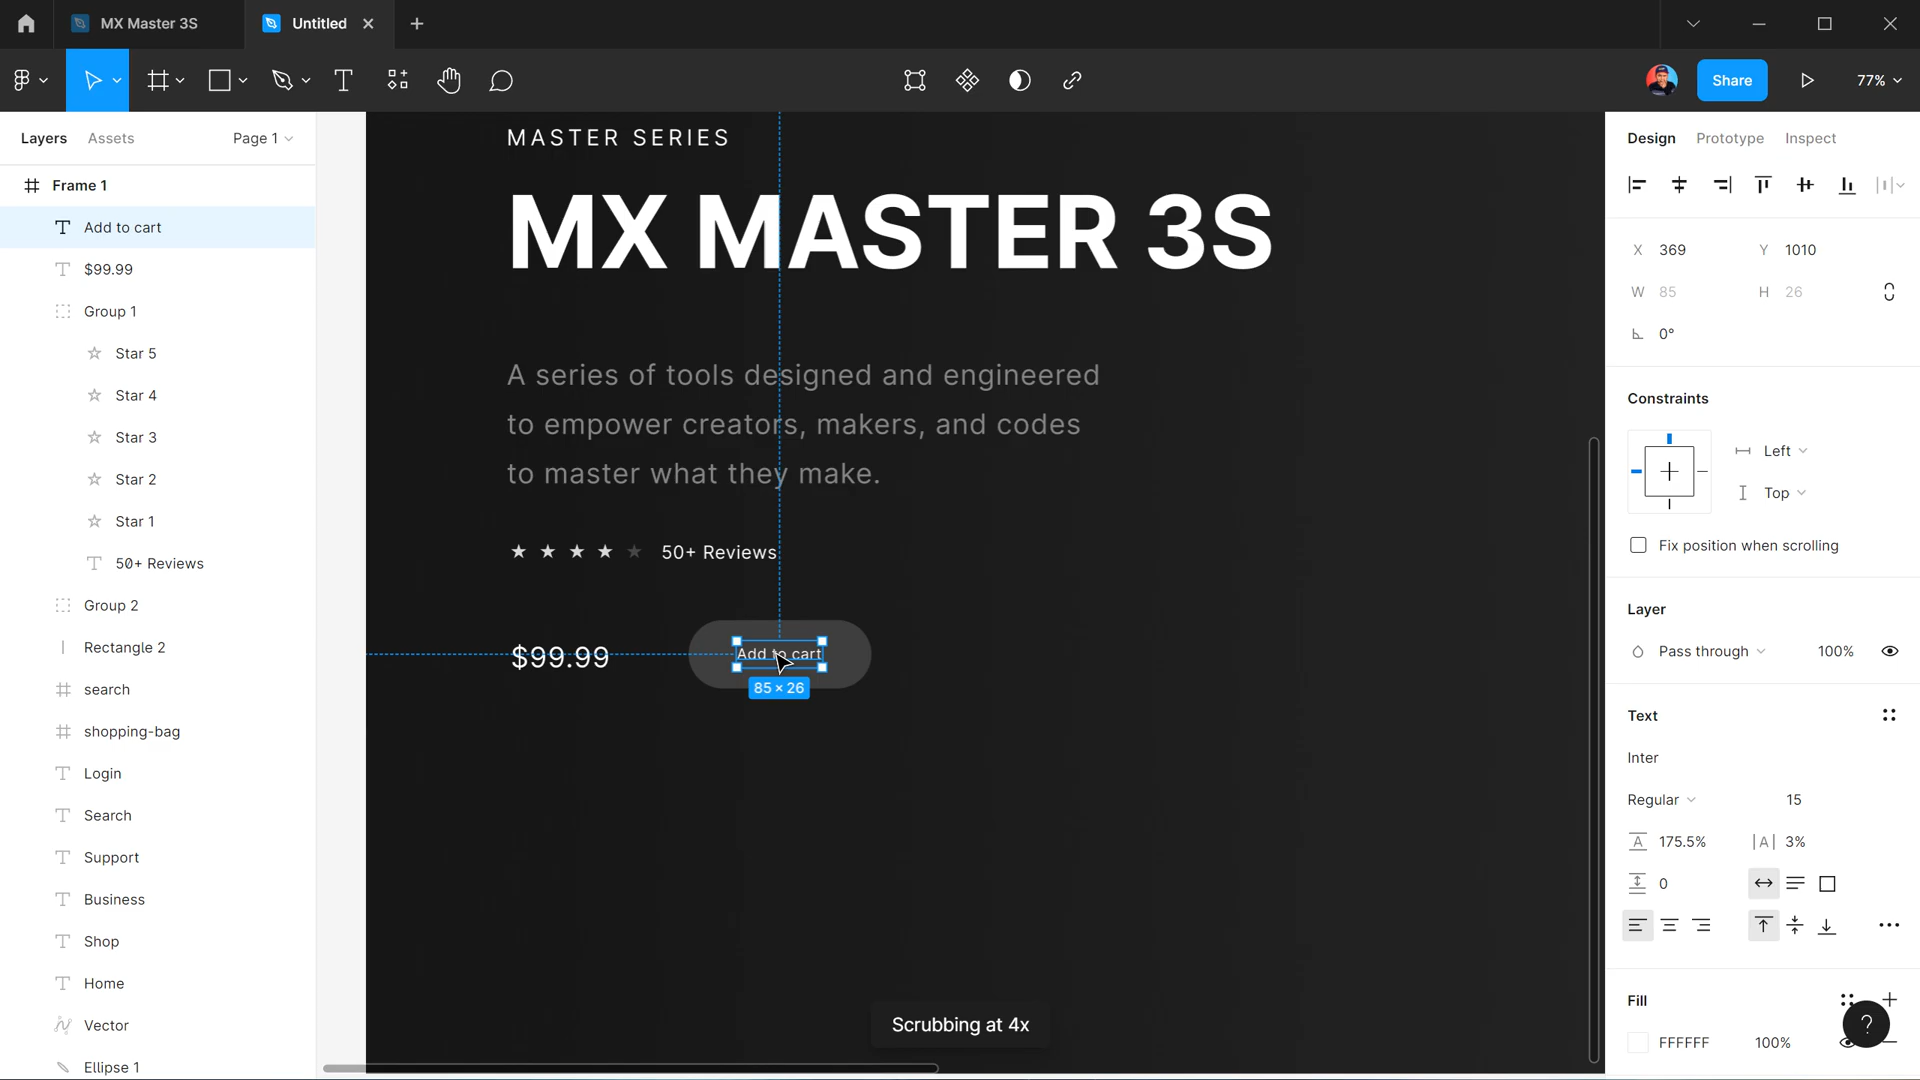 MX Master 3S
Untitled
Share
77%
Layers
Assets
Page 1
Frame 1
Add to cart
$99.99
Group 1
Star 5
Star 4
Star 3
Star 2
Star 1
50+ Reviews
Group 2
Rectangle 2
search
shopping-bag
Login
Search
Support
Business
Shop
Home
Vector
Ellipse 1
MASTER SERIES
MX MASTER 3S
A series of tools designed and engineered
to empower creators, makers, and codes
to master what they make.
50+ Reviews
$99.99
Add to cart
85 × 26
Scrubbing at 4x
Design
Prototype
Inspect
X 369
Y 1010
W 85
H 26
0°
Constraints
Left
Top
Fix position when scrolling
Layer
Pass through
100%
Text
Inter
Regular
15
175.5%
3%
0
Fill
FFFFFF
100%
?